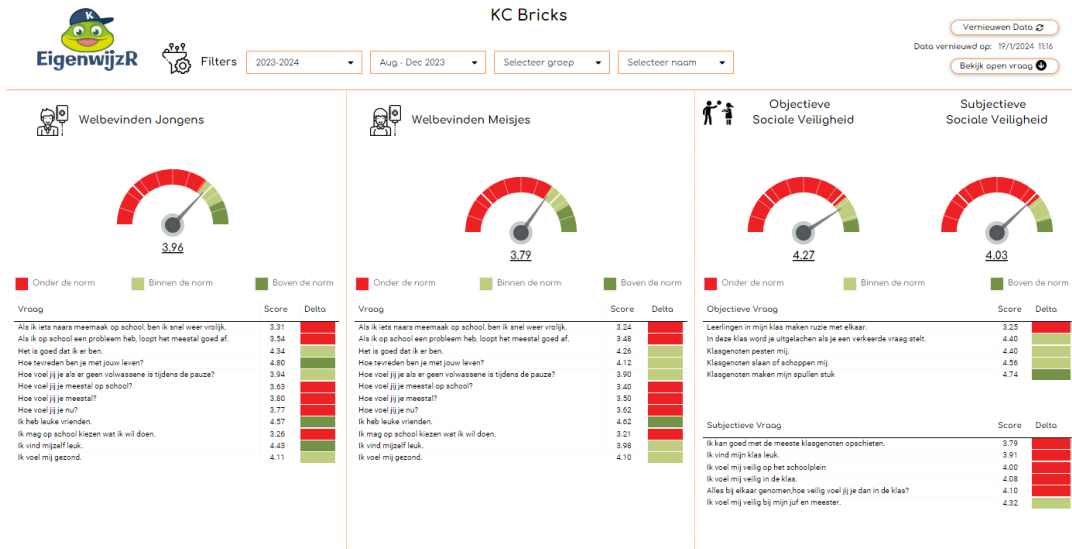 KC Bricks
K
EigenwijzR
Filters
2023-2024
Aug - Dec 2023
Selecteer groep
Selecteer naam
Vernieuwen Data
Data vernieuwd op: 19/1/2024 11:16
Bekijk open vraag
Welbevinden Jongens
3.96
Onder de norm Binnen de norm Boven de norm
Vraag Score Delta
Als ik iets naars meemaak op school, ben ik snel weer vrolijk. 3.31
Als ik op school een probleem heb, loopt het meestal goed af. 3.54
Het is goed dat ik er ben. 4.34
Hoe tevreden ben je met jouw leven? 4.80
Hoe voel jij je als er geen volwassene is tijdens de pauze? 3.94
Hoe voel jij je meestal op school? 3.63
Hoe voel jij je meestal? 3.80
Hoe voel jij je nu? 3.77
Ik heb leuke vrienden. 4.57
Ik mag op school kiezen wat ik wil doen. 3.26
Ik vind mijzelf leuk. 4.43
Ik voel mij gezond. 4.11
Welbevinden Meisjes
3.79
Onder de norm Binnen de norm Boven de norm
Vraag Score Delta
Als ik iets naars meemaak op school, ben ik snel weer vrolijk. 3.24
Als ik op school een probleem heb, loopt het meestal goed af. 3.48
Het is goed dat ik er ben. 4.26
Hoe tevreden ben je met jouw leven? 4.12
Hoe voel jij je als er geen volwassene is tijdens de pauze? 3.90
Hoe voel jij je meestal op school? 3.40
Hoe voel jij je meestal? 3.50
Hoe voel jij je nu? 3.62
Ik heb leuke vrienden. 4.62
Ik mag op school kiezen wat ik wil doen. 3.21
Ik vind mijzelf leuk. 3.98
Ik voel mij gezond. 4.10
Objectieve
Sociale Veiligheid
Subjectieve
Sociale Veiligheid
4.27
4.03
Onder de norm Binnen de norm Boven de norm
Objectieve Vraag Score Delta
Leerlingen in mijn klas maken ruzie met elkaar. 3.25
In deze klas word je uitgelachen als je een verkeerde vraag stelt. 4.40
Klasgenoten pesten mij. 4.40
Klasgenoten slaan of schoppen mij. 4.56
Klasgenoten maken mijn spullen stuk 4.74
Subjectieve Vraag Score Delta
Ik kan goed met de meeste klasgenoten opschieten. 3.79
Ik vind mijn klas leuk. 3.91
Ik voel mij veilig op het schoolplein 4.00
Ik voel mij veilig in de klas. 4.08
Alles bij elkaar genomen,hoe veilig voel jij je dan in de klas? 4.10
Ik voel mij veilig bij mijn juf en meester. 4.32